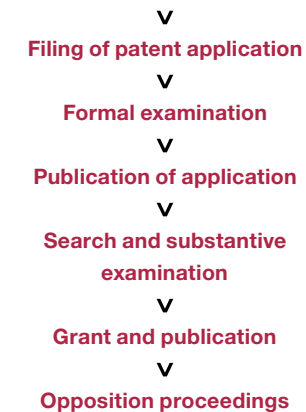 v
Filing of patent application
v
Formal examination
v
Publication of application
v
Search and substantive
examination
v
Grant and publication
v
Opposition proceedings